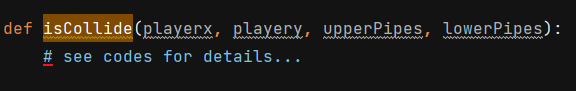 def isCollide(playerx, playery, upperPipes, lowerPipes):
# see codes for details...